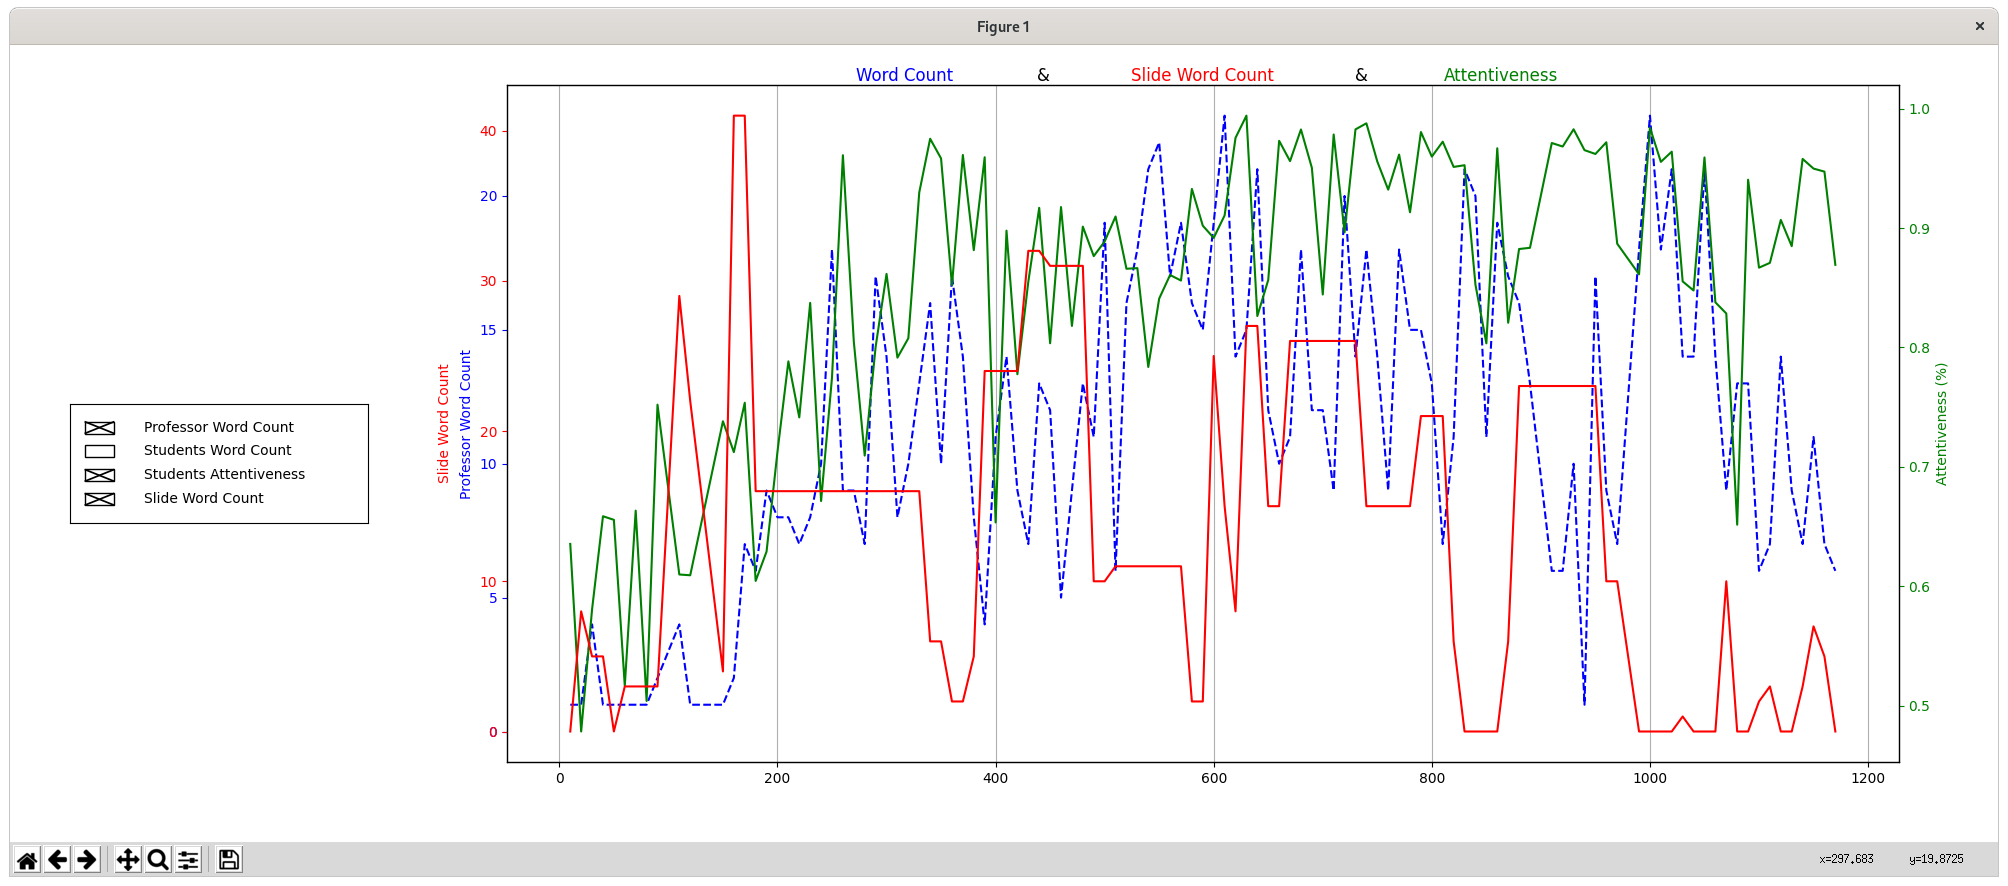 Figure 1
Word Count & Slide Word Count & Attentiveness
Professor Word Count
Students Word Count
Students Attentiveness
Slide Word Count
Slide Word Count
40
30
20
10
0
Professor Word Count
20
15
10
5
0
Attentiveness (%)
1.0
0.9
0.8
0.7
0.6
0.5
0 200 400 600 800 1000 1200
x=297.683 y=19.8725